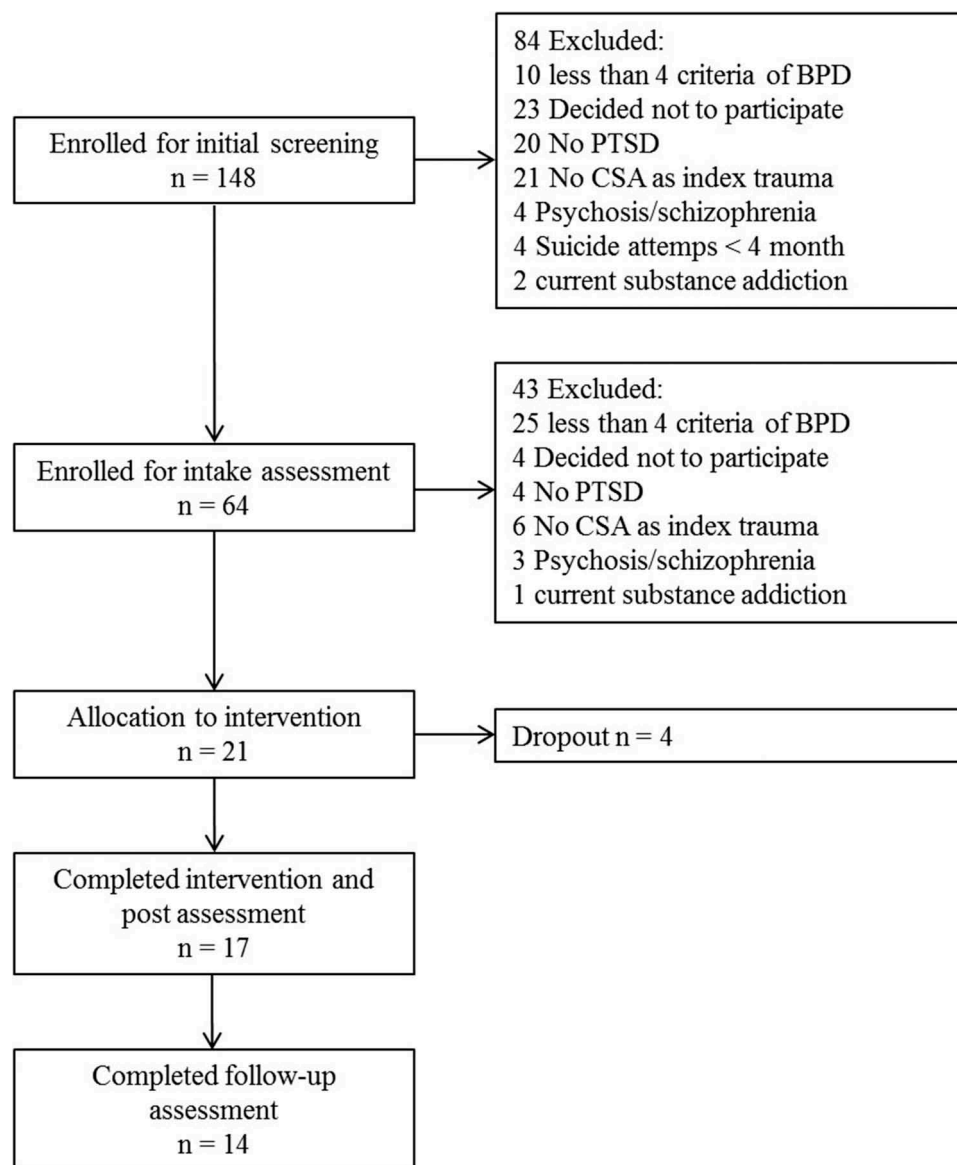 Enrolled for initial screening
n = 148
84 Excluded:
10 less than 4 criteria of BPD
23 Decided not to participate
20 No PTSD
21 No CSA as index trauma
4 Psychosis/schizophrenia
4 Suicide attemps < 4 month
2 current substance addiction
Enrolled for intake assessment
n = 64
43 Excluded:
25 less than 4 criteria of BPD
4 Decided not to participate
4 No PTSD
6 No CSA as index trauma
3 Psychosis/schizophrenia
1 current substance addiction
Allocation to intervention
n = 21
Dropout n = 4
Completed intervention and
post assessment
n = 17
Completed follow-up
assessment
n = 14